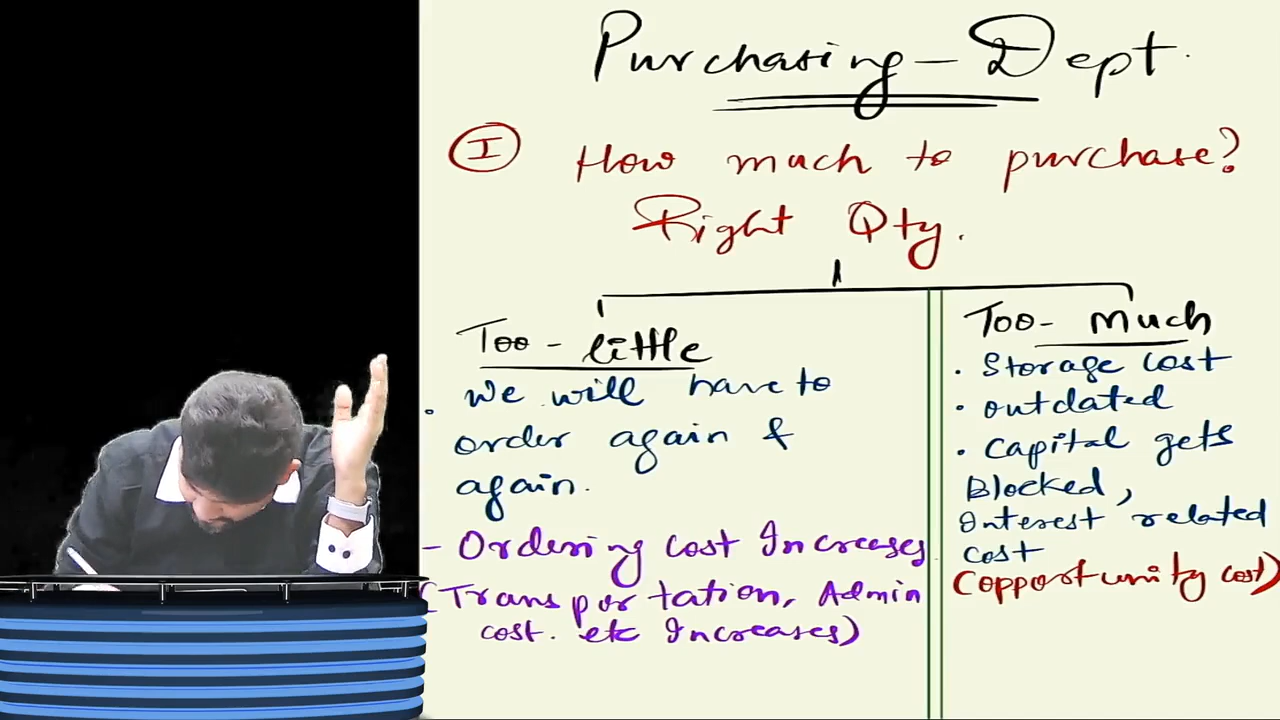 Purchasing - Dept.
I How much to purchase?
Right Qty.
Too - little
• We will have to
order again &
again.
- Ordering cost Increases
(Transportation, Admin
cost. etc Increases)
Too - Much
• Storage cost
• outdated
• Capital gets
Blocked,
Interest related
cost
(opportunity cost)